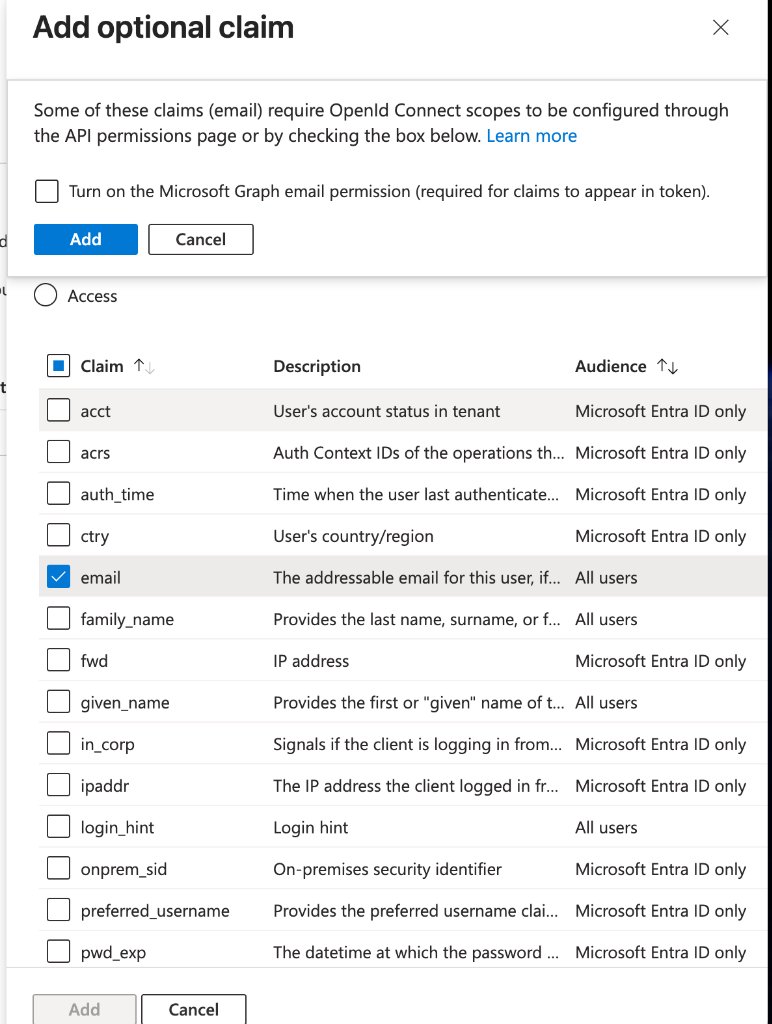 Add optional claim
Some of these claims (email) require OpenId Connect scopes to be configured through
the API permissions page or by checking the box below. Learn more
Turn on the Microsoft Graph email permission (required for claims to appear in token).
Add Cancel
Access
Claim ↑↓ Description Audience ↑↓
acct User's account status in tenant Microsoft Entra ID only
acrs Auth Context IDs of the operations th... Microsoft Entra ID only
auth_time Time when the user last authenticate... Microsoft Entra ID only
ctry User's country/region Microsoft Entra ID only
email The addressable email for this user, if... All users
family_name Provides the last name, surname, or f... All users
fwd IP address Microsoft Entra ID only
given_name Provides the first or "given" name of t... All users
in_corp Signals if the client is logging in from... Microsoft Entra ID only
ipaddr The IP address the client logged in fr... Microsoft Entra ID only
login_hint Login hint All users
onprem_sid On-premises security identifier Microsoft Entra ID only
preferred_username Provides the preferred username clai... Microsoft Entra ID only
pwd_exp The datetime at which the password ... Microsoft Entra ID only
Add Cancel